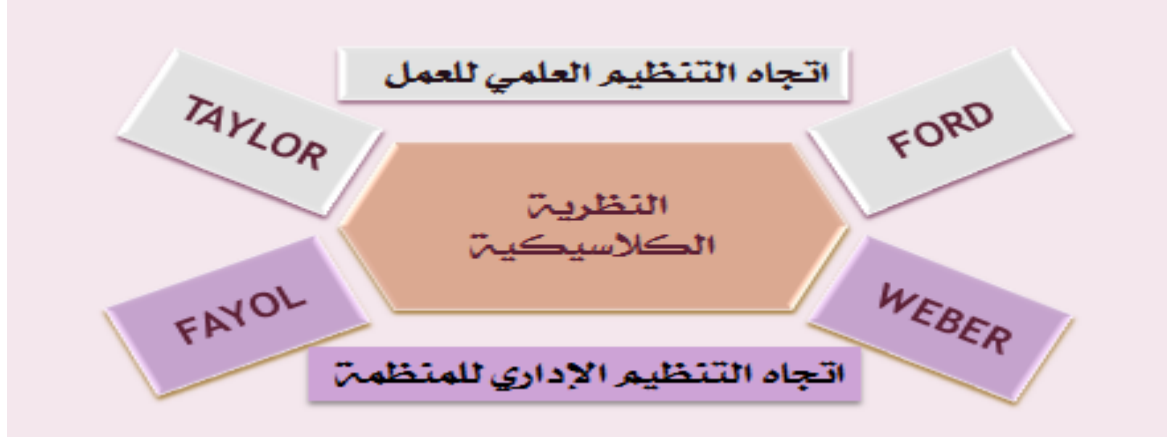 اتجاه التنظيم العلمي للعمل
TAYLOR
FORD
النظرية
الكلاسيكية
FAYOL
WEBER
اتجاه التنظيم الإداري للمنظمة